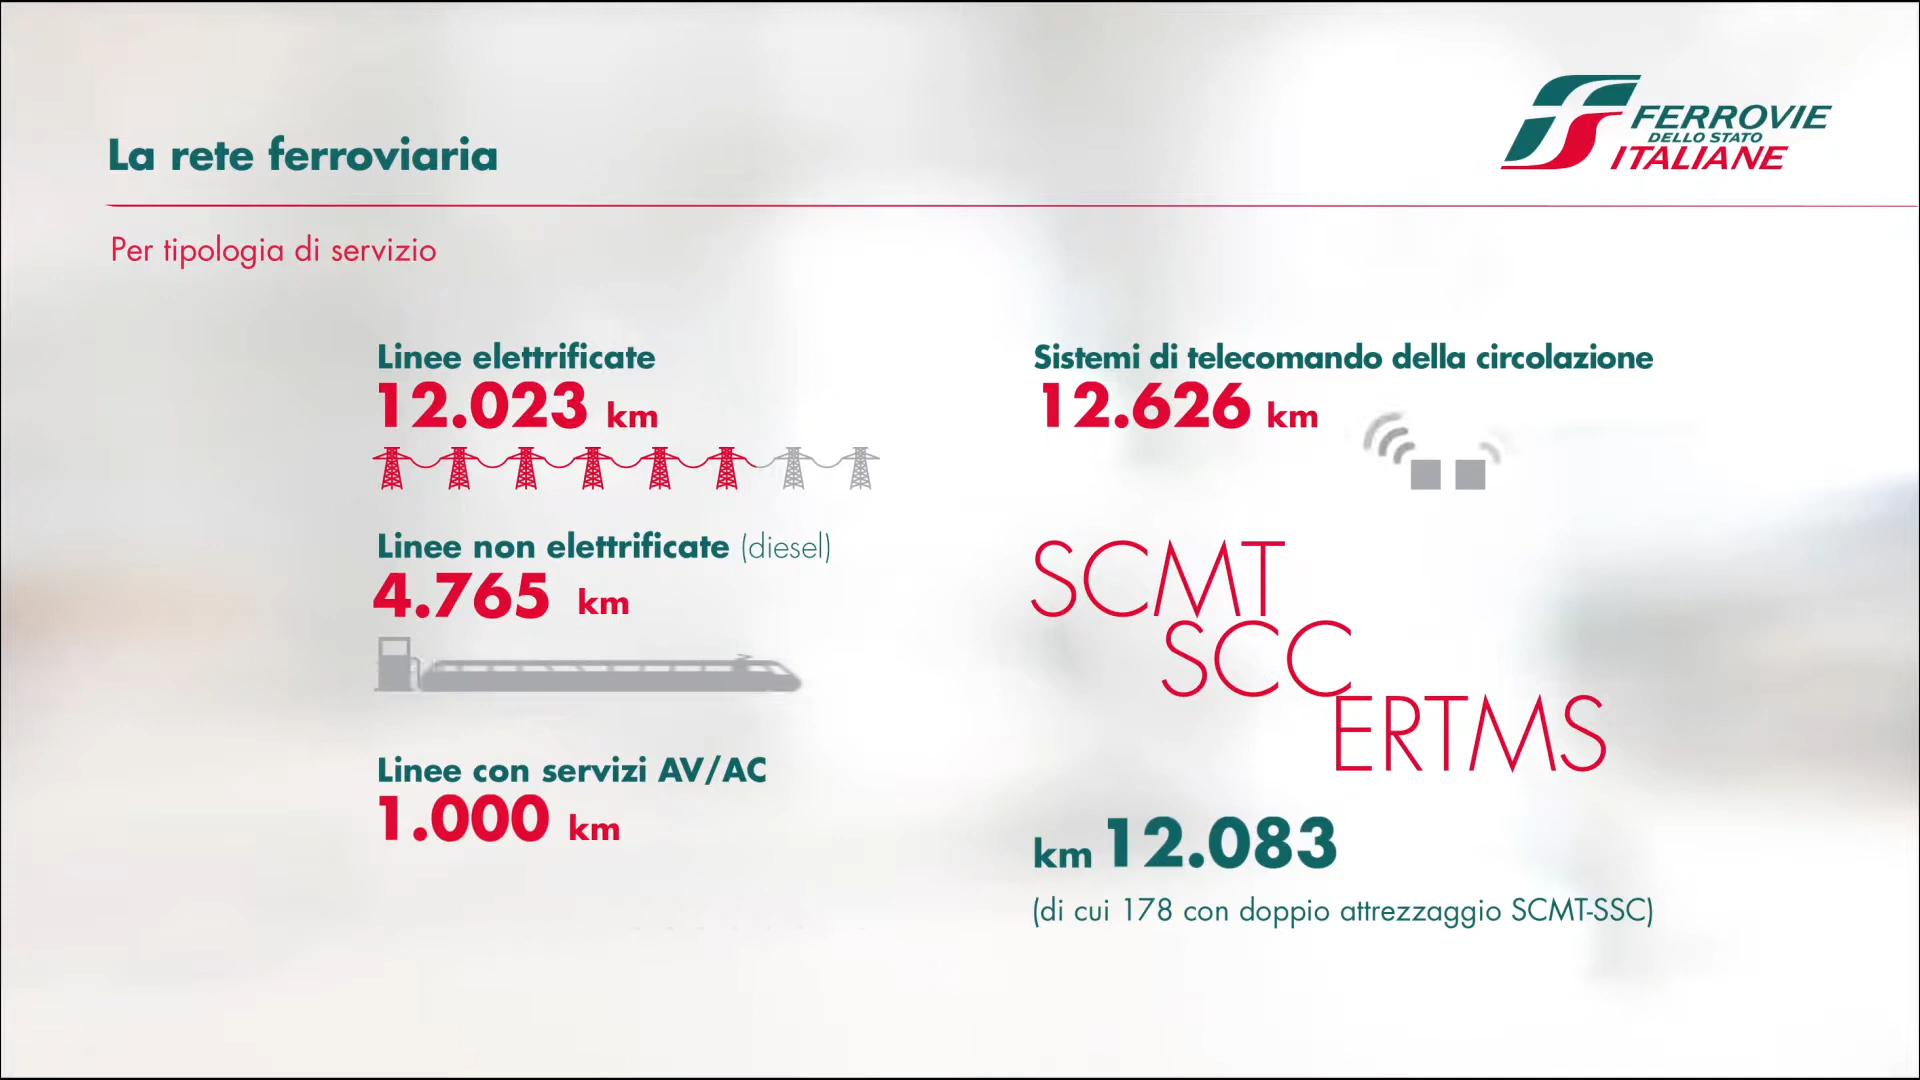 La rete ferroviaria
FERROVIE
DELLO STATO
ITALIANE
Per tipologia di servizio
Linee elettrificate
12.023 km
Linee non elettrificate (diesel)
4.765 km
Linee con servizi AV/AC
1.000 km
Sistemi di telecomando della circolazione
12.626 km
SCMT
SCC
ERTMS
km 12.083
(di cui 178 con doppio attrezzaggio SCMT-SSC)